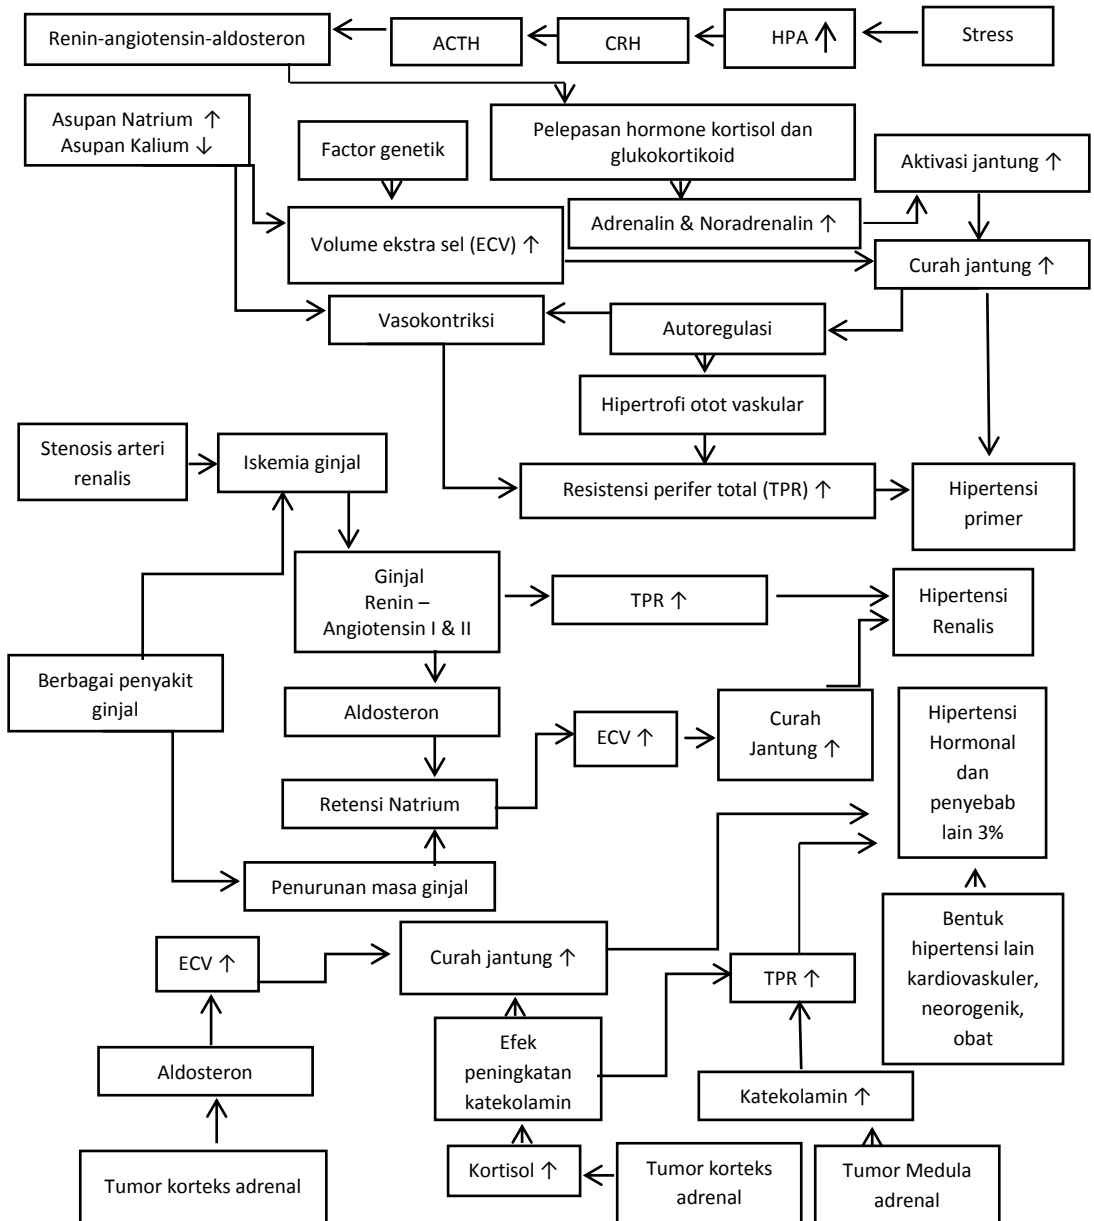 Renin-angiotensin-aldosteron
ACTH
CRH
HPA ↑
Stress
Asupan Natrium ↑
Asupan Kalium ↓
Factor genetik
Pelepasan hormone kortisol dan
glukokortikoid
Aktivasi jantung ↑
Volume ekstra sel (ECV) ↑
Adrenalin & Noradrenalin ↑
Curah jantung ↑
Vasokontriksi
Autoregulasi
Hipertrofi otot vaskular
Stenosis arteri
renalis
Iskemia ginjal
Resistensi perifer total (TPR) ↑
Hipertensi
primer
Ginjal
Renin –
Angiotensin I & II
TPR ↑
Hipertensi
Renalis
Berbagai penyakit
ginjal
Aldosteron
ECV ↑
Curah
Jantung ↑
Hipertensi
Hormonal
dan
penyebab
lain 3%
Retensi Natrium
Penurunan masa ginjal
ECV ↑
Curah jantung ↑
TPR ↑
Bentuk
hipertensi lain
kardiovaskuler,
neorogenik,
obat
Aldosteron
Efek
peningkatan
katekolamin
Katekolamin ↑
Tumor korteks adrenal
Kortisol ↑
Tumor korteks
adrenal
Tumor Medula
adrenal